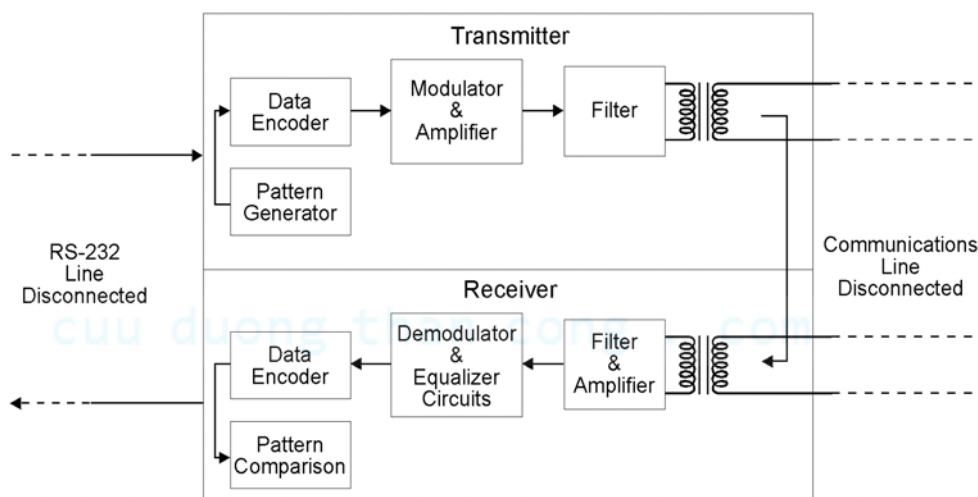 Transmitter
Data
Encoder
Modulator
&
Amplifier
Filter
Pattern
Generator
RS-232
Line
Disconnected
Communications
Line
Disconnected
Receiver
Data
Encoder
Demodulator
&
Equalizer
Circuits
Filter
&
Amplifier
Pattern
Comparison
cuu duong than cong . com